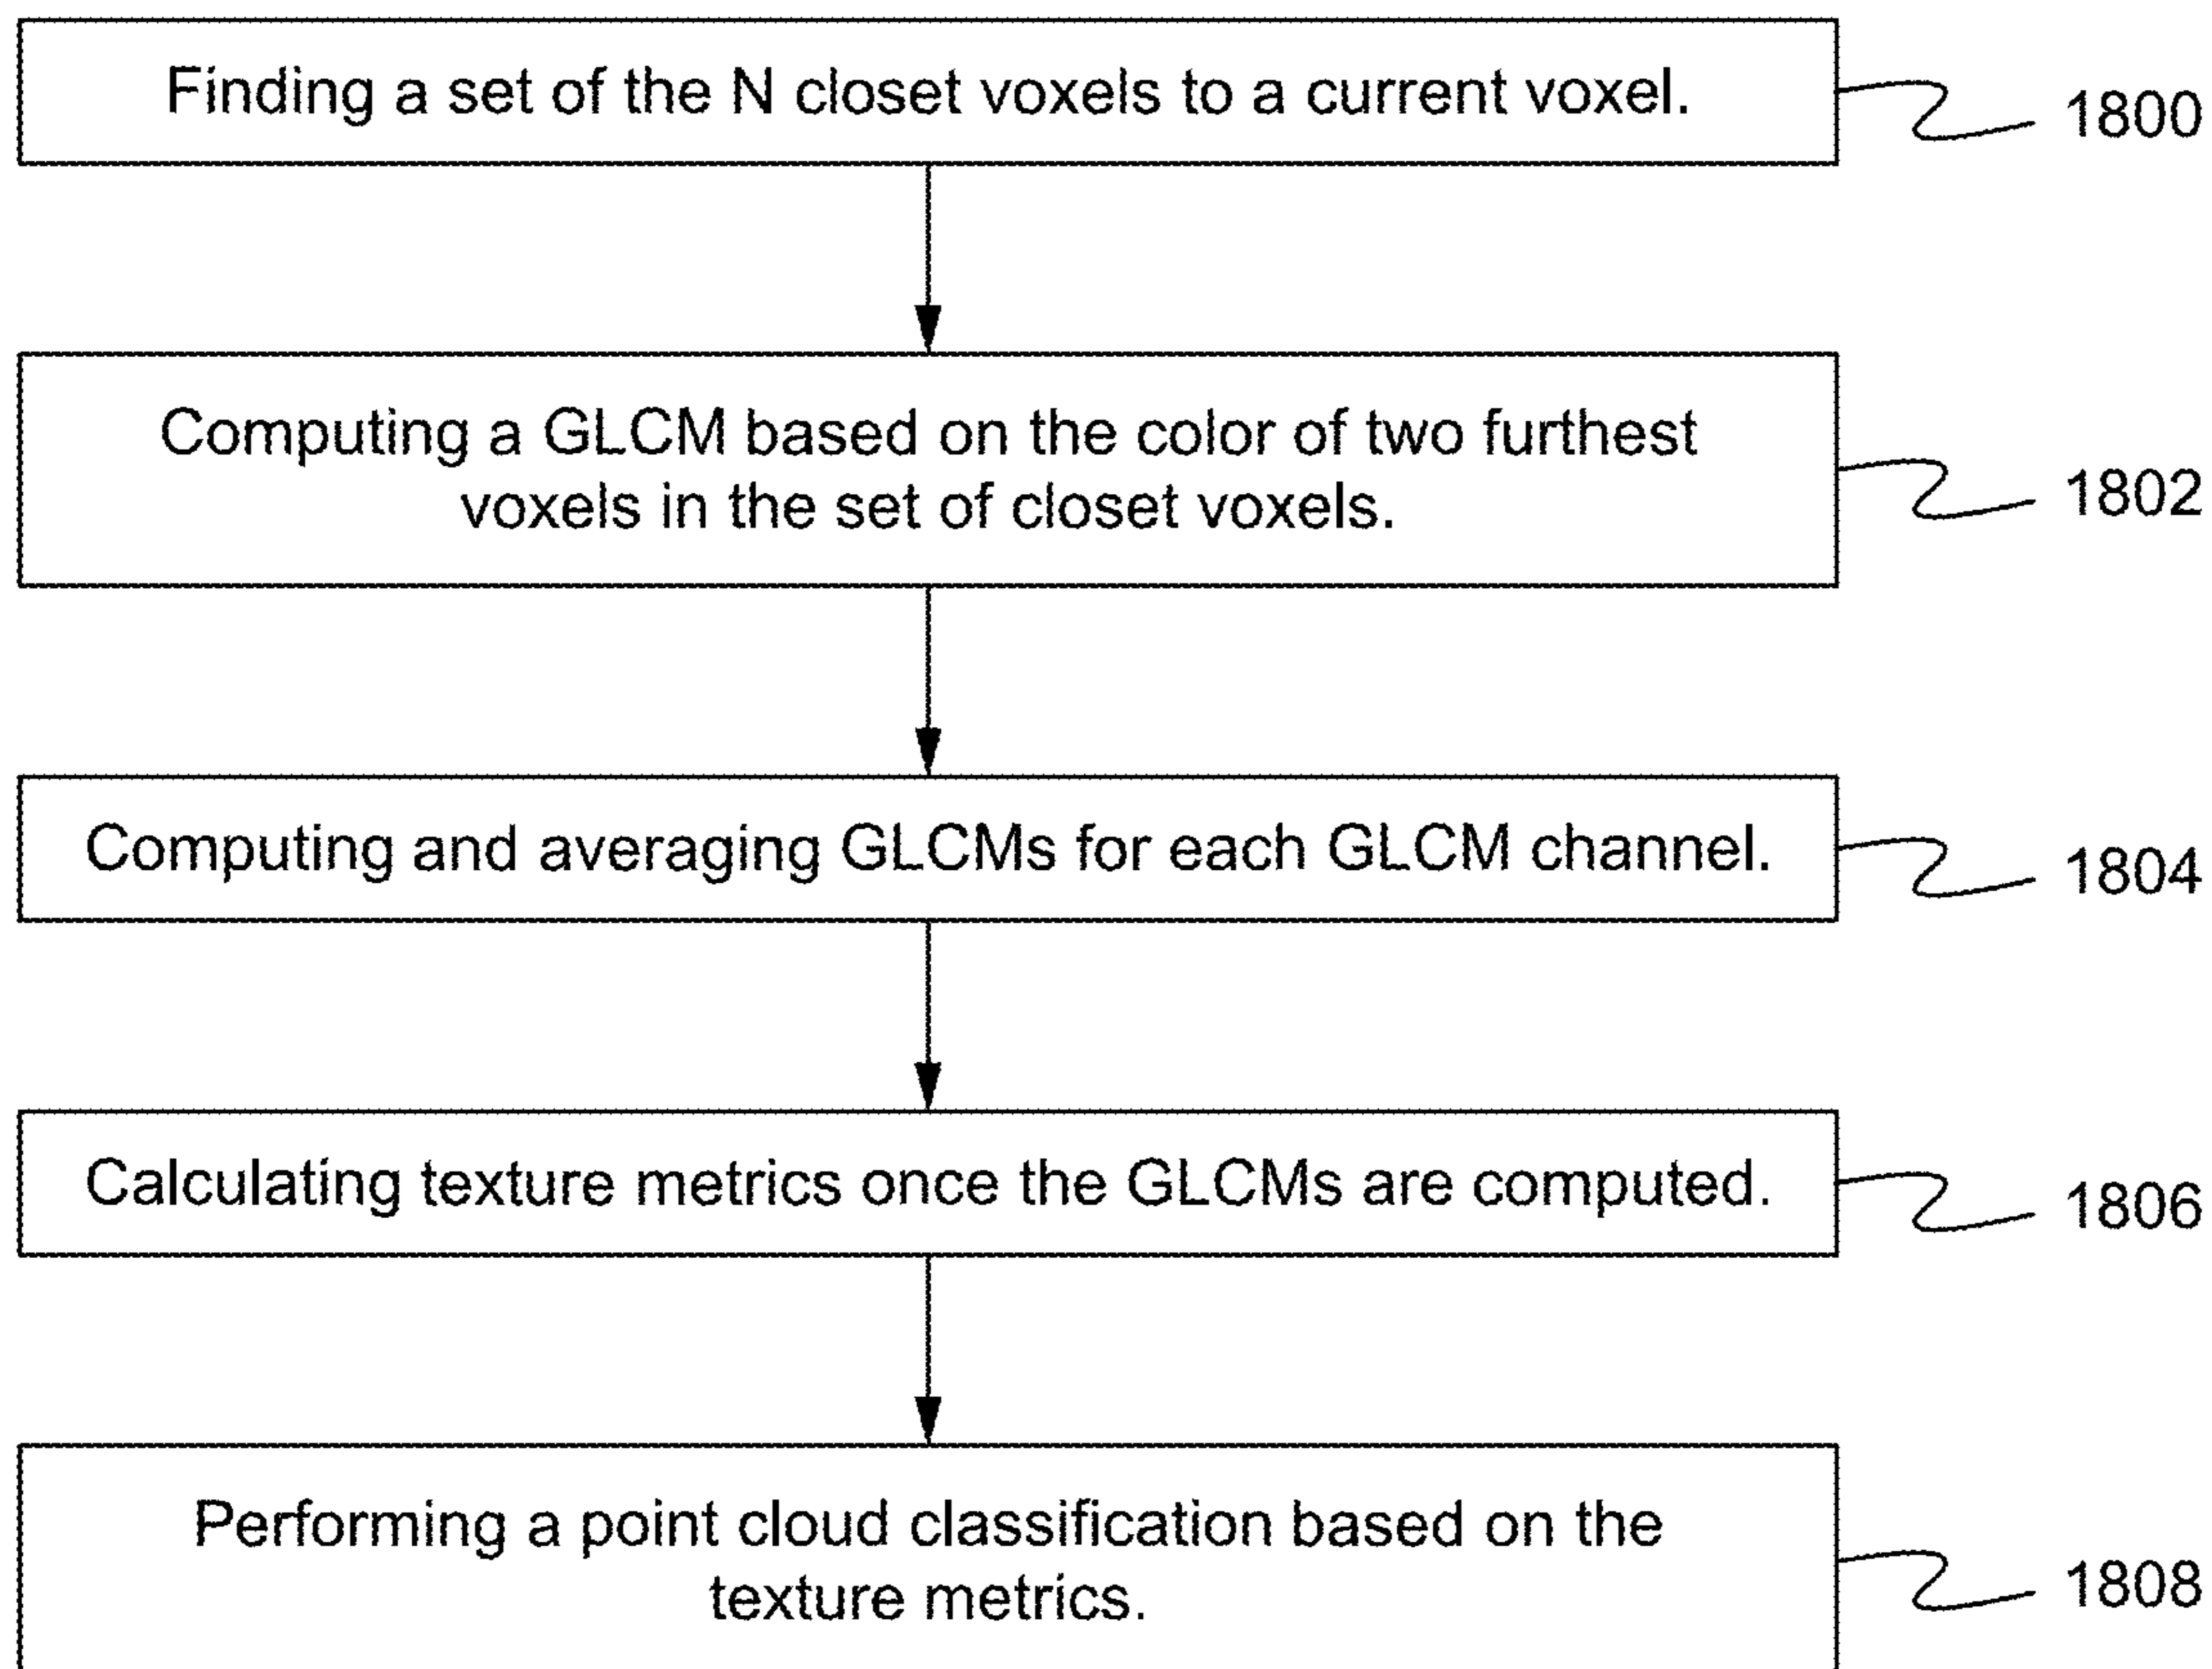 Finding a set of the N closet voxels to a current voxel.
1800
Computing a GLCM based on the color of two furthest
voxels in the set of closet voxels.
1802
Computing and averaging GLCMs for each GLCM channel.
1804
Calculating texture metrics once the GLCMs are computed.
1806
Performing a point cloud classification based on the
texture metrics.
1808